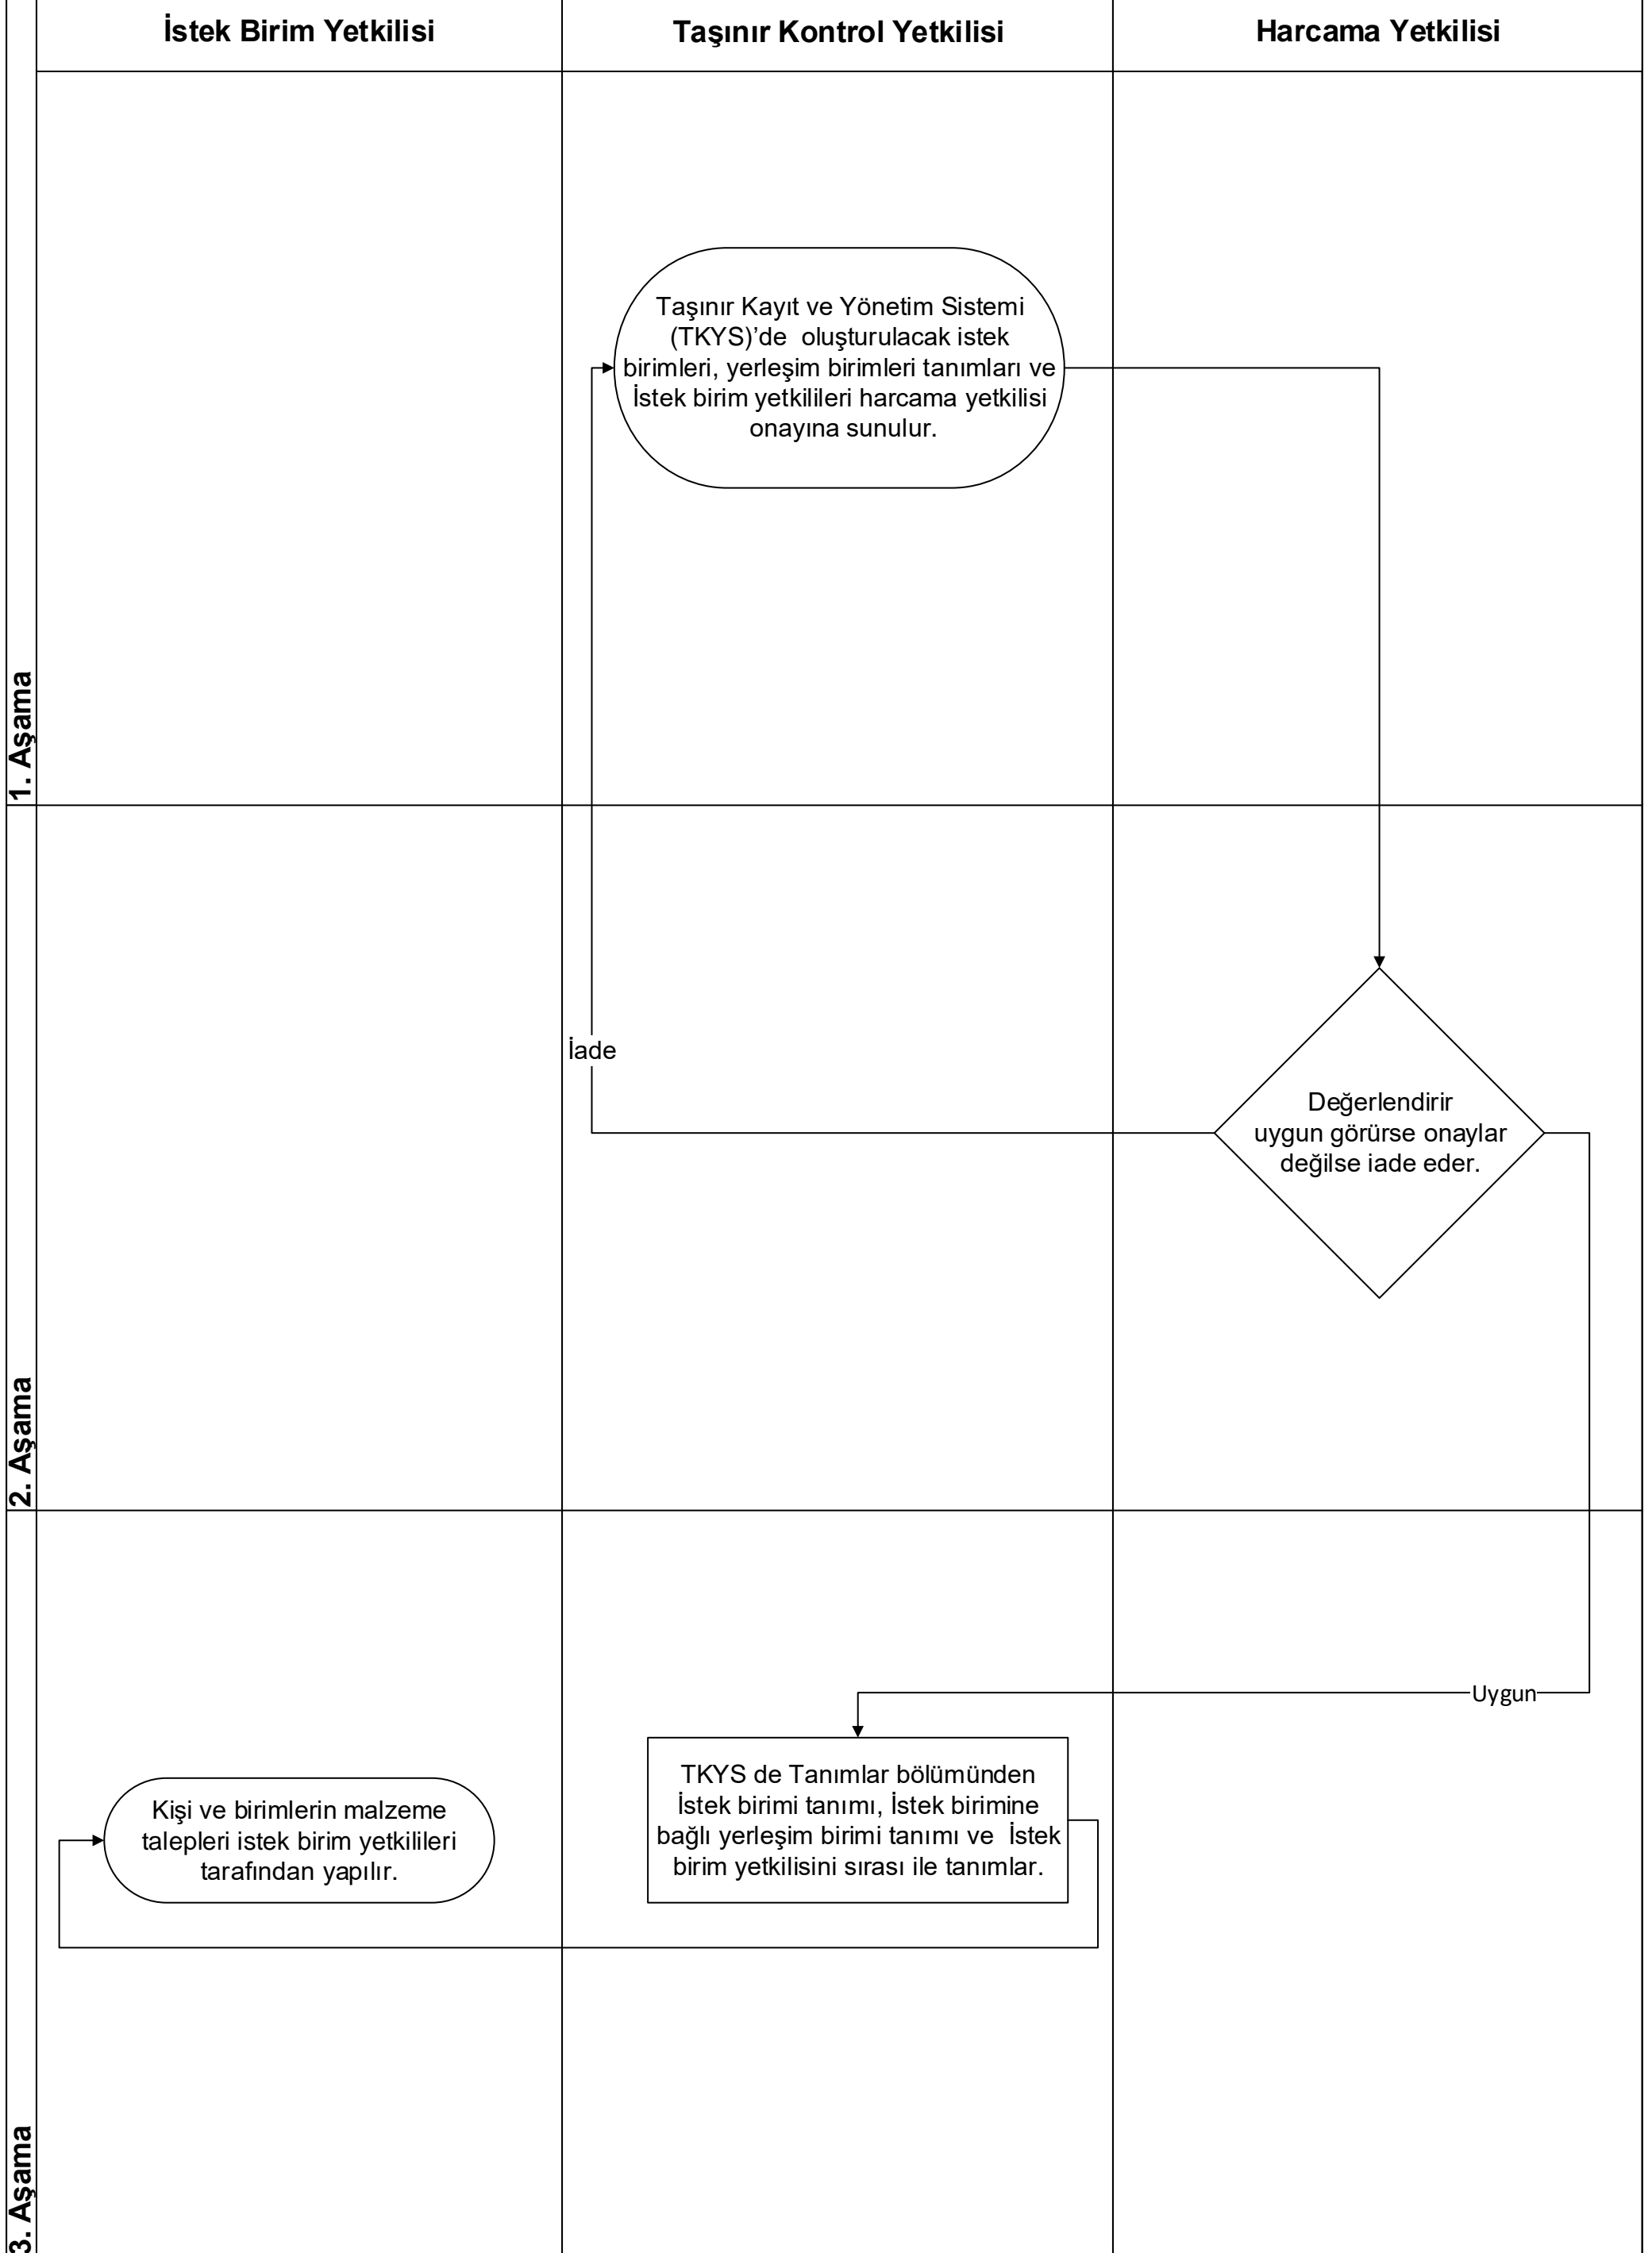 İstek Birim Yetkilisi
Taşınır Kontrol Yetkilisi
Harcama Yetkilisi
1. Aşama
Taşınır Kayıt ve Yönetim Sistemi
(TKYS)’de oluşturulacak istek
birimleri, yerleşim birimleri tanımları ve
İstek birim yetkilileri harcama yetkilisi
onayına sunulur.
2. Aşama
İade
Değerlendirir
uygun görürse onaylar
değilse iade eder.
3. Aşama
Uygun
TKYS de Tanımlar bölümünden
İstek birimi tanımı, İstek birimine
bağlı yerleşim birimi tanımı ve İstek
birim yetkilisini sırası ile tanımlar.
Kişi ve birimlerin malzeme
talepleri istek birim yetkilileri
tarafından yapılır.